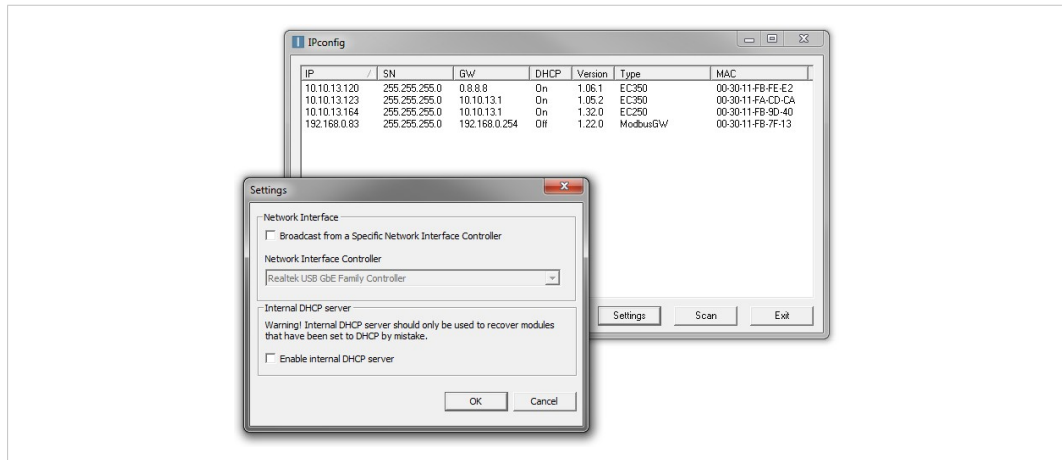 IPconfig
IP / SN GW DHCP Version Type MAC
10.10.13.120 255.255.255.0 0.8.8.8 On 1.06.1 EC350 00-30-11-FB-FE-E2
10.10.13.123 255.255.255.0 10.10.13.1 On 1.05.2 EC350 00-30-11-FA-CD-CA
10.10.13.164 255.255.255.0 10.10.13.1 On 1.32.0 EC250 00-30-11-FB-9D-40
192.168.0.83 255.255.255.0 192.168.0.254 Off 1.22.0 ModbusGW 00-30-11-FB-7F-13
Settings Scan Exit
Settings
Network Interface
Broadcast from a Specific Network Interface Controller
Network Interface Controller
Realtek USB GbE Family Controller
Internal DHCP server
Warning! Internal DHCP server should only be used to recover modules
that have been set to DHCP by mistake.
Enable internal DHCP server
OK Cancel